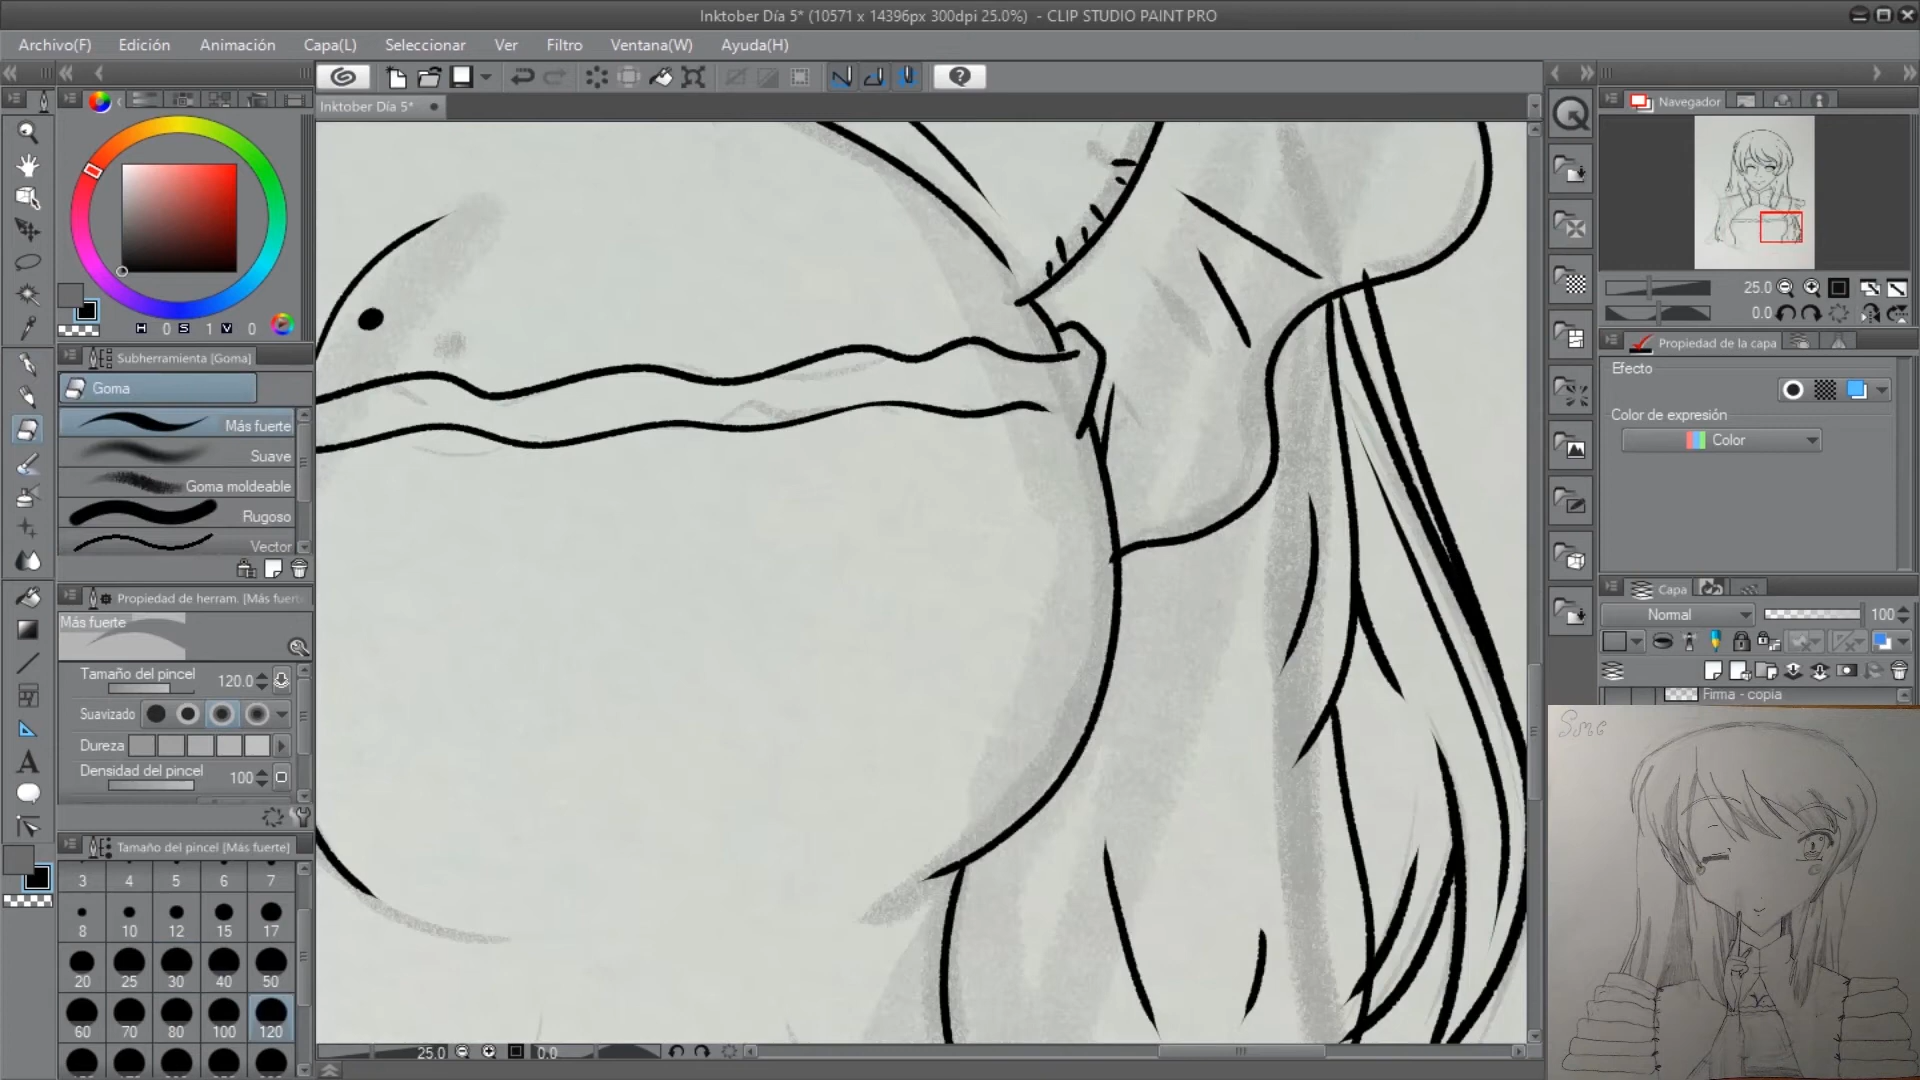 Inktober Día 5* (10571 x 14396px 300dpi 25.0%) - CLIP STUDIO PAINT PRO
Archivo(F) Edición Animación Capa(L) Seleccionar Ver Filtro Ventana(W) Ayuda(H)
Inktober Día 5*
Navegador
25.0
0.0
H 0 S 1 V 0
Subherramienta [Goma]
Goma
Más fuerte
Suave
Goma moldeable
Rugoso
Vector
Propiedad de herram. [Más fuert
Más fuerte
Tamaño del pincel 120.0
Suavizado
Dureza
Densidad del pincel 100
Tamaño del pincel [Más fuerte]
3 4 5 6 7
8 10 12 15 17
20 25 30 40 50
60 70 80 100 120
25.0 0.0
Propiedad de la capa
Efecto
Color de expresión
Color
Capa
Normal 100
Firma - copia